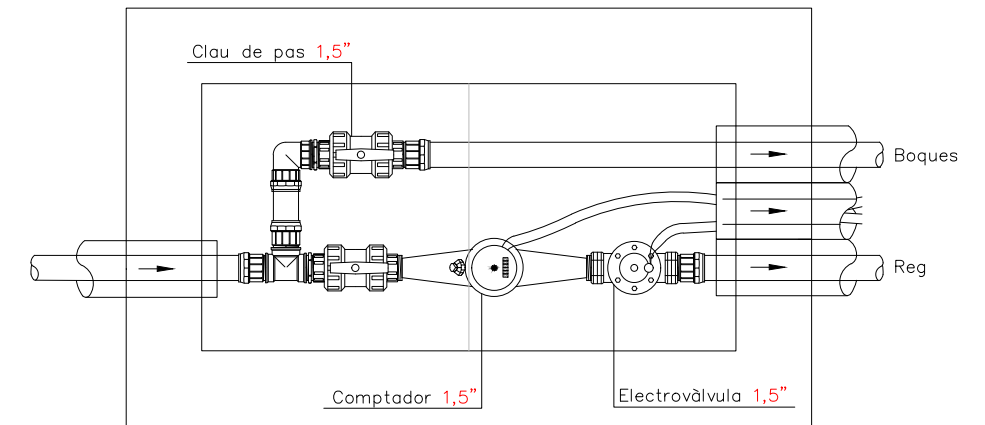 Clau de pas 1,5"
Boques
Reg
Comptador 1,5"
Electrovàlvula 1,5"